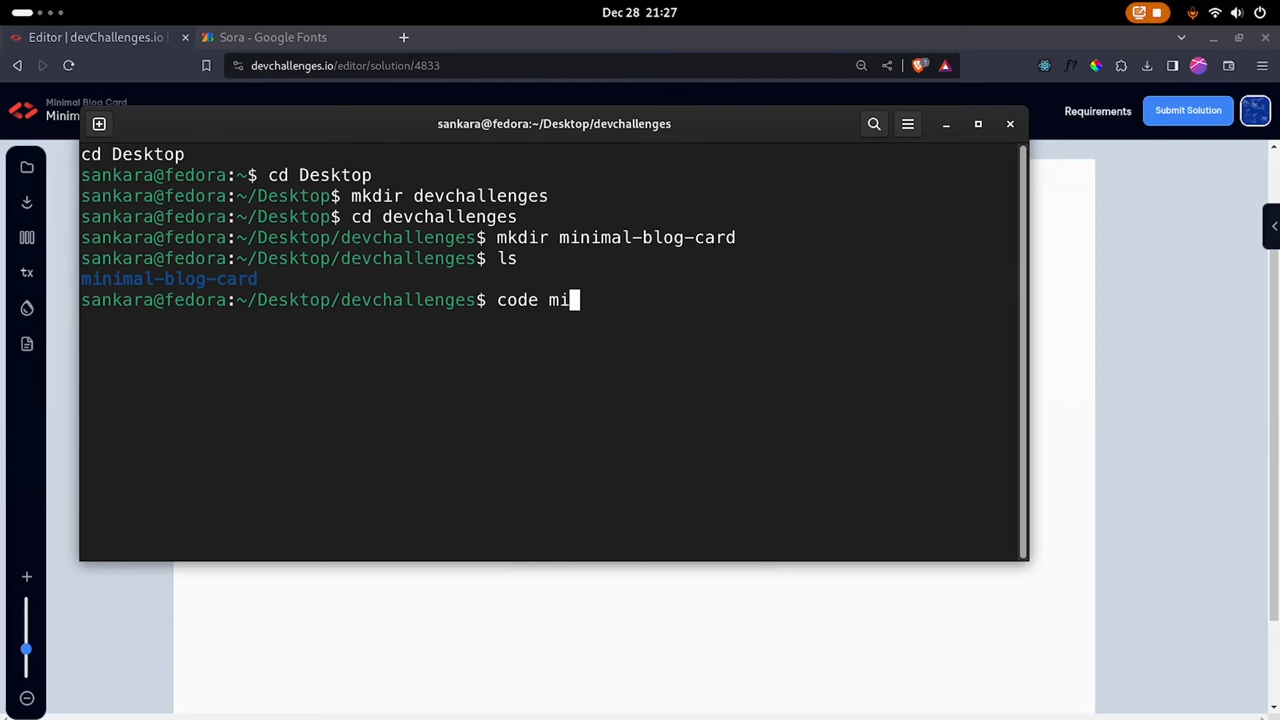 Dec 28 21:27
Editor | devChallenges.io
Sora - Google Fonts
devchallenges.io/editor/solution/4833
Minimal Blog Card
Minim
Requirements
Submit Solution
sankara@fedora:~/Desktop/devchallenges
cd Desktop
sankara@fedora:~$ cd Desktop
sankara@fedora:~/Desktop$ mkdir devchallenges
sankara@fedora:~/Desktop$ cd devchallenges
sankara@fedora:~/Desktop/devchallenges$ mkdir minimal-blog-card
sankara@fedora:~/Desktop/devchallenges$ ls
minimal-blog-card
sankara@fedora:~/Desktop/devchallenges$ code mi
tx